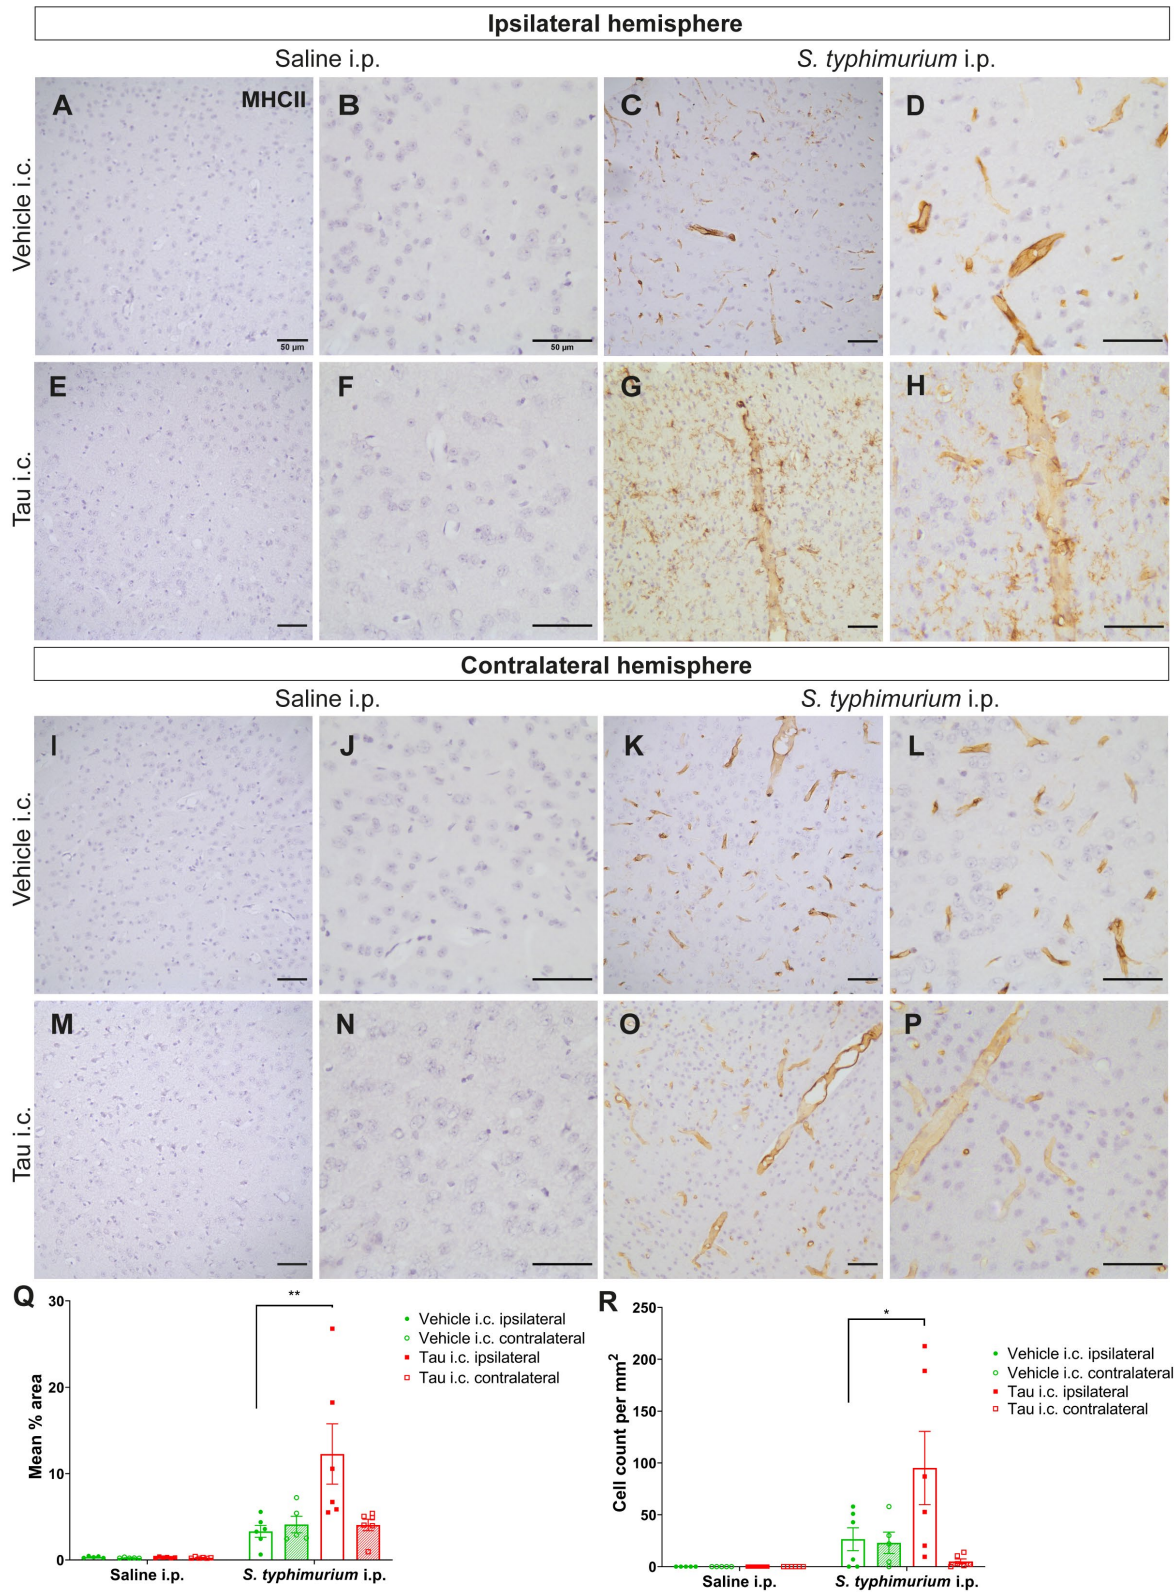 Ipsilateral hemisphere
Saline i.p.
S. typhimurium i.p.
Vehicle i.c.
A
MHCII
50 µm
B
50 µm
C
D
Tau i.c.
E
F
G
H
Contralateral hemisphere
Saline i.p.
S. typhimurium i.p.
Vehicle i.c.
I
J
K
L
Tau i.c.
M
N
O
P
Q
Mean % area
30
20
10
0
**
Saline i.p.
S. typhimurium i.p.
Vehicle i.c. ipsilateral
Vehicle i.c. contralateral
Tau i.c. ipsilateral
Tau i.c. contralateral
R
Cell count per mm²
250
200
150
100
50
0
*
Saline i.p.
S. typhimurium i.p.
Vehicle i.c. ipsilateral
Vehicle i.c. contralateral
Tau i.c. ipsilateral
Tau i.c. contralateral